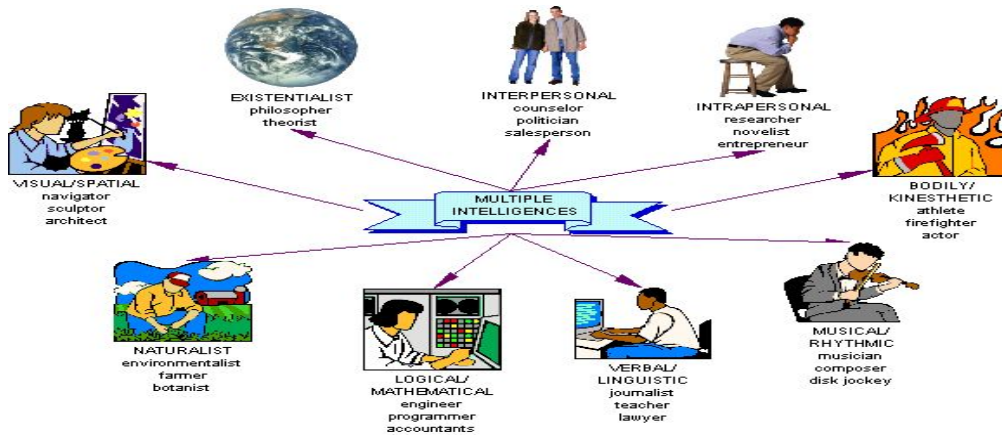 EXISTENTIALIST
philosopher
theorist
INTERPERSONAL
counselor
politician
salesperson
INTRAPERSONAL
researcher
novelist
entrepreneur
VISUAL/SPATIAL
navigator
sculptor
architect
MULTIPLE
INTELLIGENCES
BODILY/
KINESTHETIC
athlete
firefighter
actor
NATURALIST
environmentalist
farmer
botanist
LOGICAL/
MATHEMATICAL
engineer
programmer
accountants
VERBAL/
LINGUISTIC
journalist
teacher
lawyer
MUSICAL/
RHYTHMIC
musician
composer
disk jockey